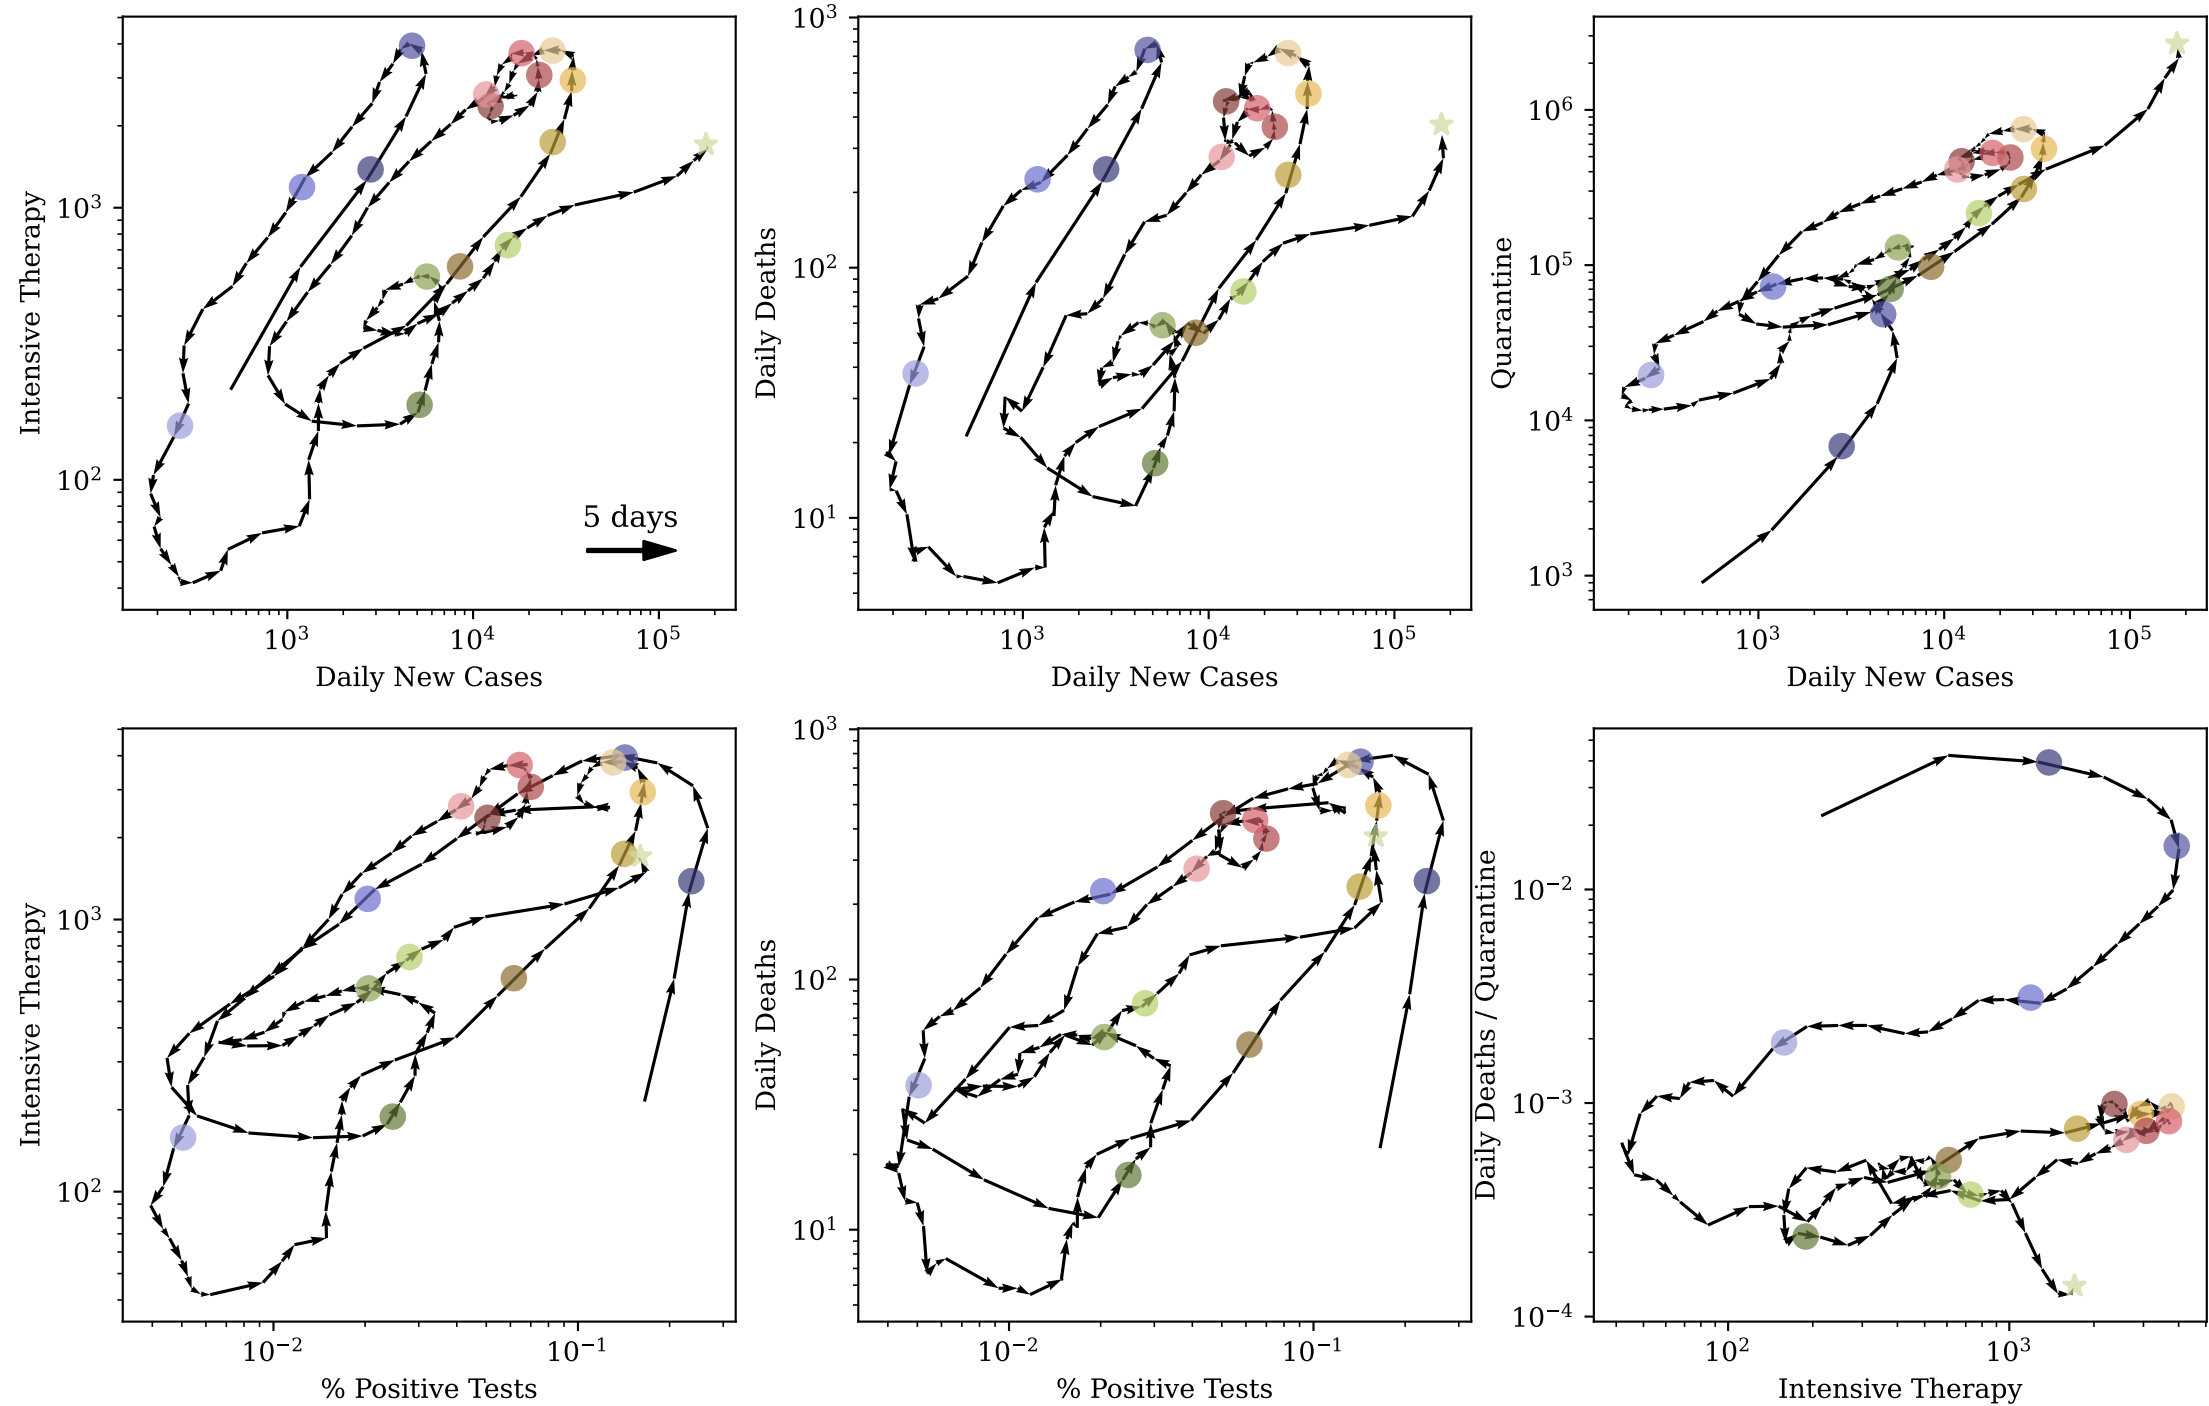 10³
10²
Intensive Therapy
10³
10⁴
10⁵
Daily New Cases
5 days
10³
10²
10¹
Daily Deaths
10³
10⁴
10⁵
Daily New Cases
10⁶
10⁵
10⁴
10³
Quarantine
10³
10⁴
10⁵
Daily New Cases
10³
10²
Intensive Therapy
10⁻²
10⁻¹
% Positive Tests
10³
10²
10¹
Daily Deaths
10⁻²
10⁻¹
% Positive Tests
10⁻²
10⁻³
10⁻⁴
Daily Deaths / Quarantine
10²
10³
Intensive Therapy